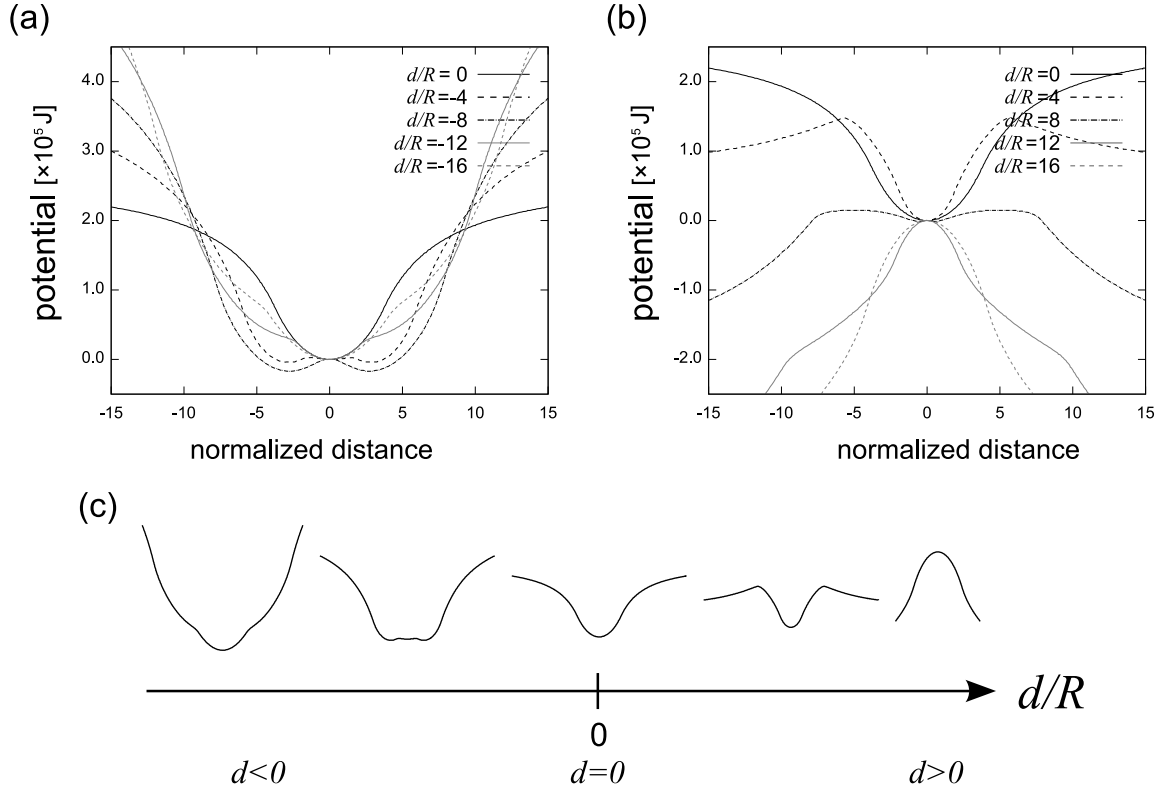 (a)
potential [×10⁵ J]
4.0
3.0
2.0
1.0
0.0
-15
-10
-5
0
5
10
15
normalized distance
d/R= 0
d/R=-4
d/R=-8
d/R=-12
d/R=-16
(b)
potential [×10⁵ J]
2.0
1.0
0.0
-1.0
-2.0
-15
-10
-5
0
5
10
15
normalized distance
d/R=0
d/R=4
d/R=8
d/R=12
d/R=16
(c)
d/R
0
d<0
d=0
d>0